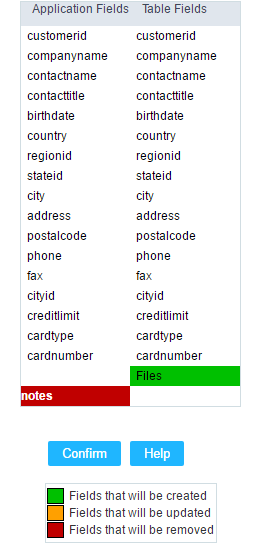 Application Fields Table Fields
customerid customerid
companyname companyname
contactname contactname
contacttitle contacttitle
birthdate birthdate
country country
regionid regionid
stateid stateid
city city
address address
postalcode postalcode
phone phone
fax fax
cityid cityid
creditlimit creditlimit
cardtype cardtype
cardnumber cardnumber
Files
notes
Confirm Help
Fields that will be created
Fields that will be updated
Fields that will be removed